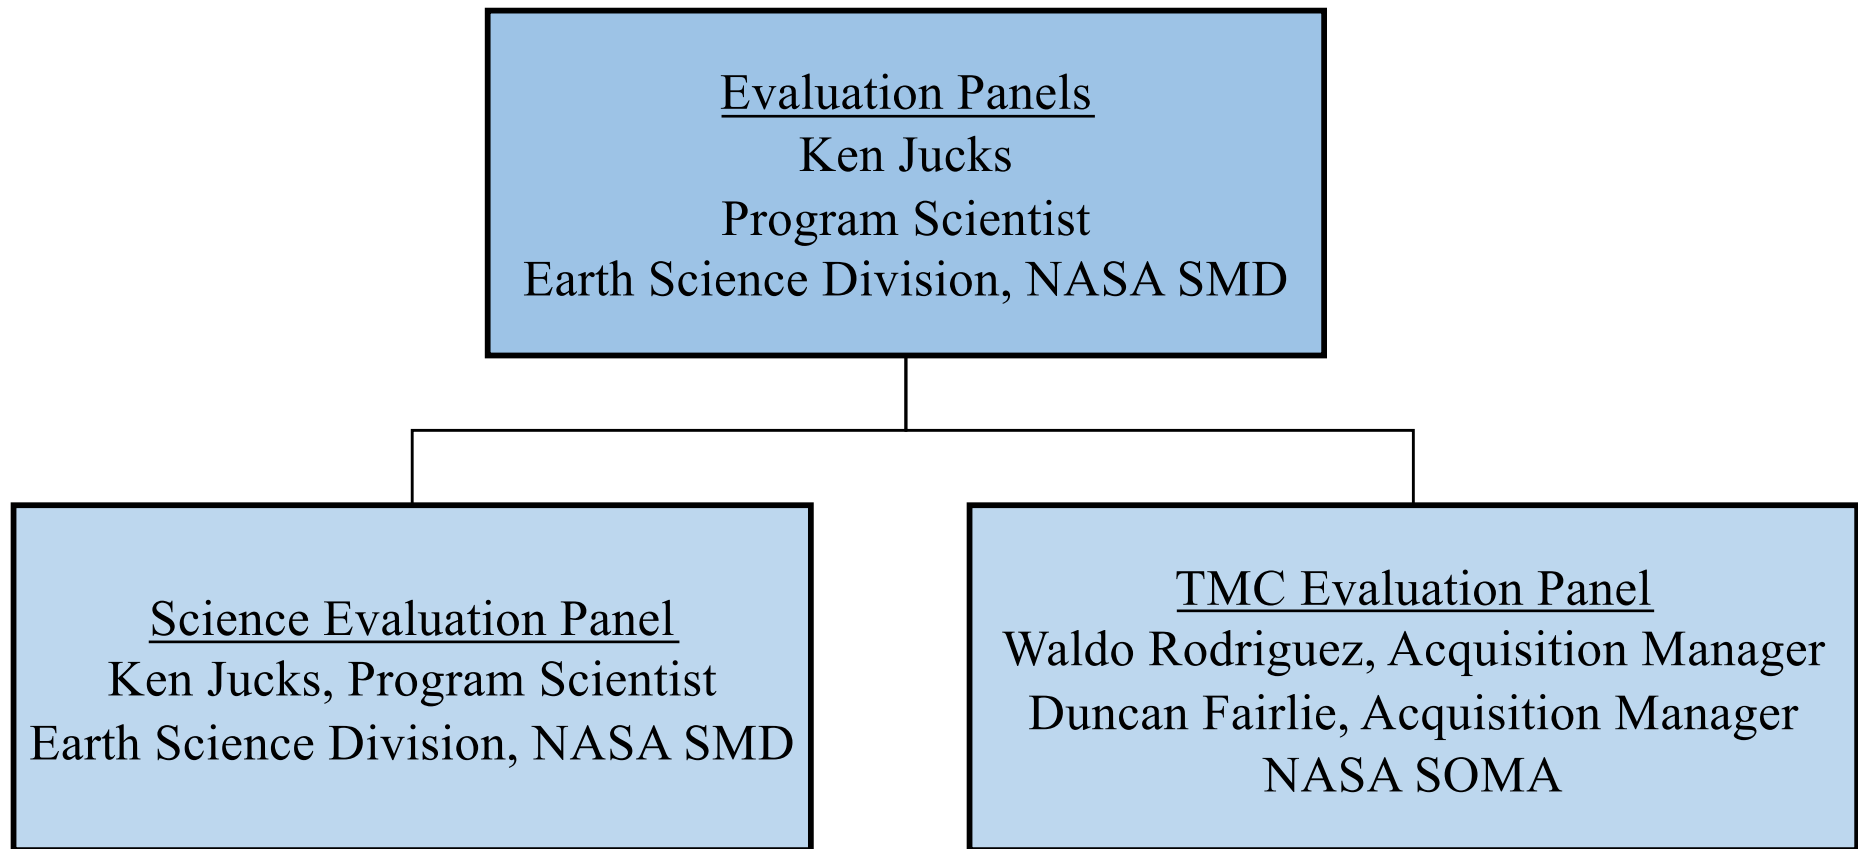 Evaluation Panels
Ken Jucks
Program Scientist
Earth Science Division, NASA SMD
Science Evaluation Panel
Ken Jucks, Program Scientist
Earth Science Division, NASA SMD
TMC Evaluation Panel
Waldo Rodriguez, Acquisition Manager
Duncan Fairlie, Acquisition Manager
NASA SOMA